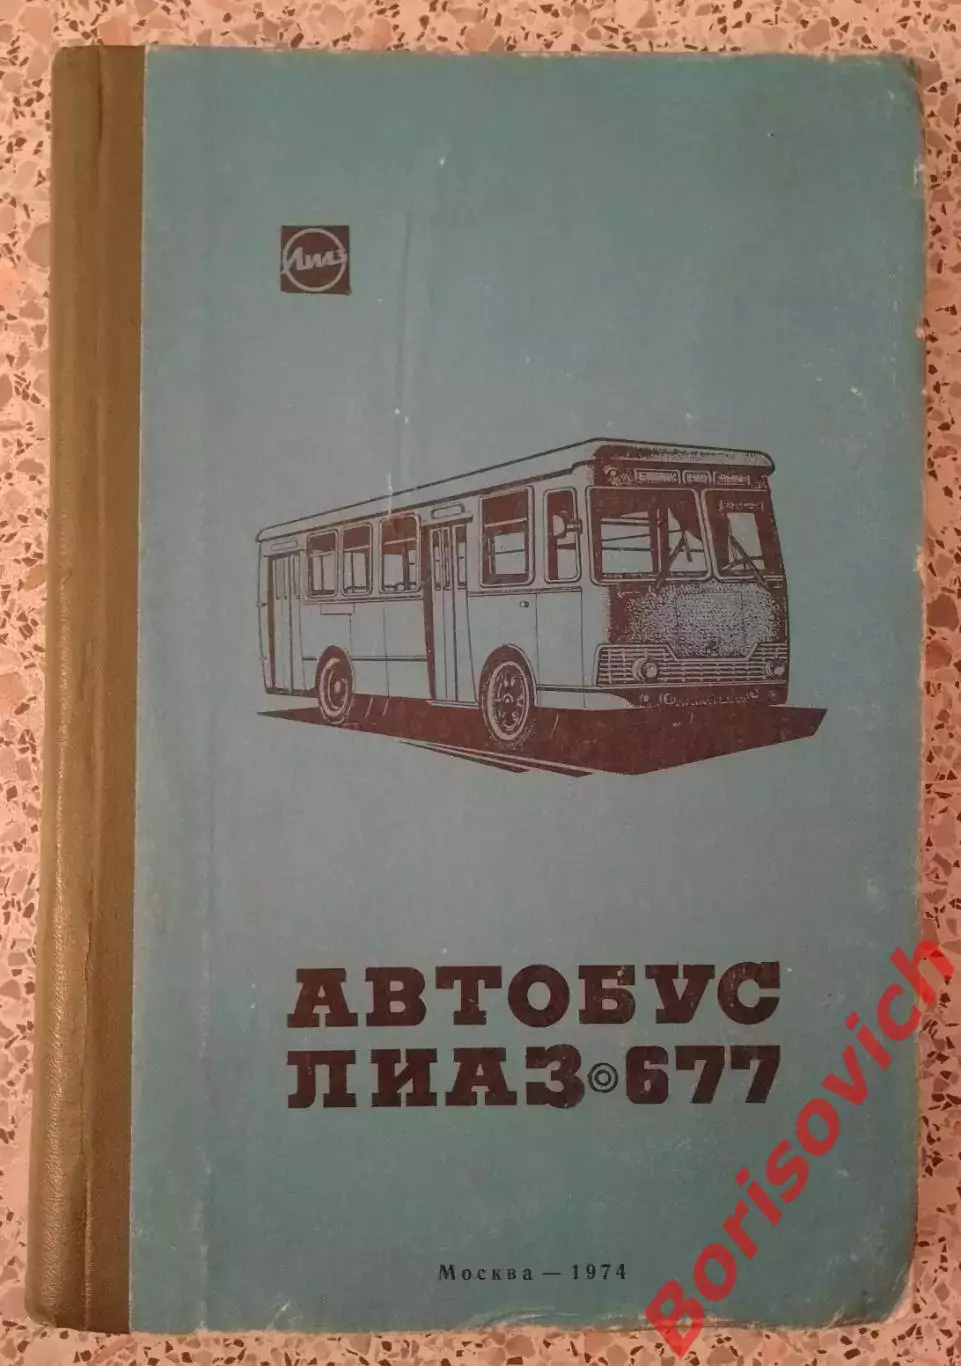 Лиаз
АВТОБУС
ЛИАЗ 677
Москва — 1974
Borisovich